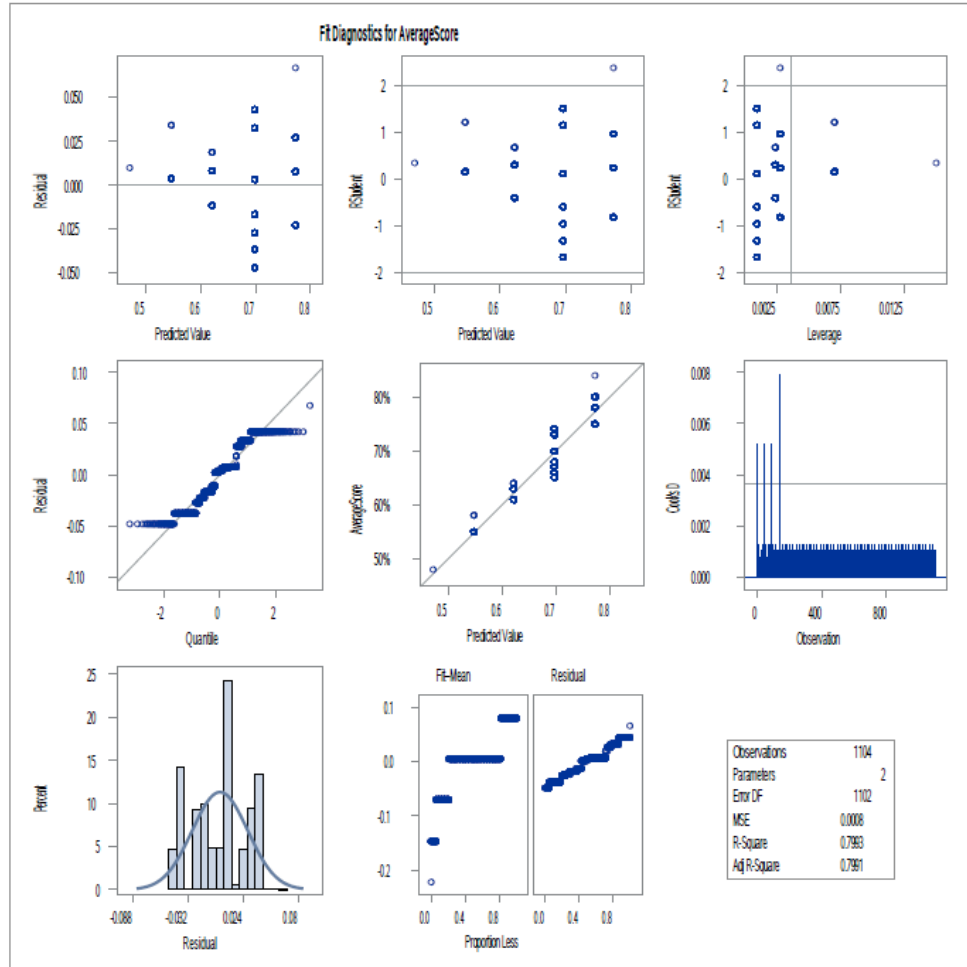 Fit Diagnostics for AverageScore
0.050
0.025
0.000
-0.025
-0.050
Residual
0.5 0.6 0.7 0.8
Predicted Value
2
1
0
-1
-2
RStudent
0.5 0.6 0.7 0.8
Predicted Value
2
1
0
-1
-2
RStudent
0.0025 0.0075 0.0125
Leverage
0.10
0.05
0.00
-0.05
-0.10
Residual
-2 0 2
Quantile
80%
70%
60%
50%
AverageScore
0.5 0.6 0.7 0.8
Predicted Value
0.008
0.006
0.004
0.002
0.000
Cook's D
0 400 800
Observation
25
20
15
10
5
0
Percent
-0.088 -0.032 0.024 0.08
Residual
Fit–Mean Residual
0.1
0.0
-0.1
-0.2
0.0 0.4 0.8 0.0 0.4 0.8
Proportion Less
Observations 1104
Parameters 2
Error DF 1102
MSE 0.0008
R-Square 0.7993
Adj R-Square 0.7991